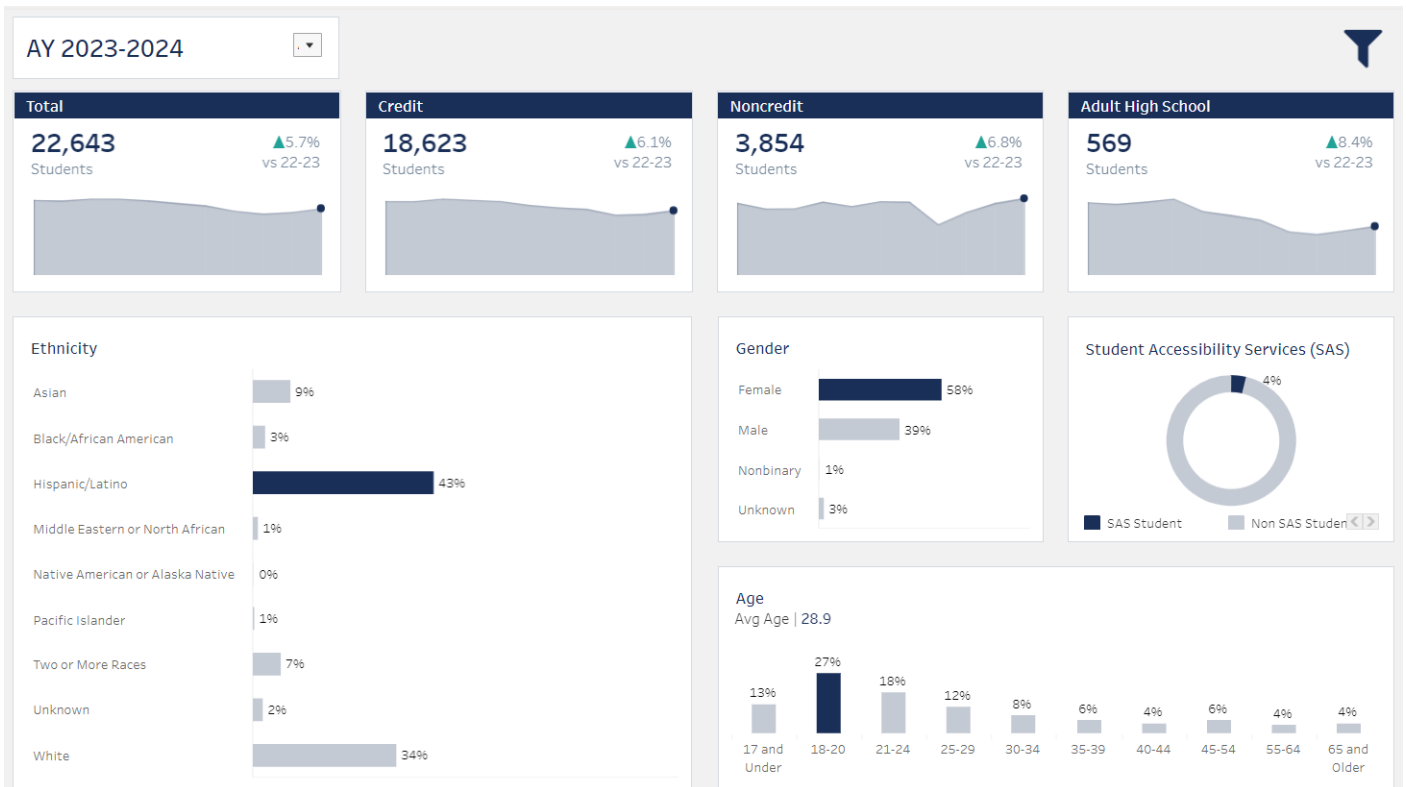 AY 2023-2024
Total
22,643
Students
▲5.7%
vs 22-23
Credit
18,623
Students
▲6.1%
vs 22-23
Noncredit
3,854
Students
▲6.8%
vs 22-23
Adult High School
569
Students
▲8.4%
vs 22-23
Ethnicity
Asian 9%
Black/African American 3%
Hispanic/Latino 43%
Middle Eastern or North African 1%
Native American or Alaska Native 0%
Pacific Islander 1%
Two or More Races 7%
Unknown 2%
White 34%
Gender
Female 58%
Male 39%
Nonbinary 1%
Unknown 3%
Student Accessibility Services (SAS)
4%
SAS Student Non SAS Studen
Age
Avg Age | 28.9
13% 27% 18% 12% 8% 6% 4% 6% 4% 4%
17 and 18-20 21-24 25-29 30-34 35-39 40-44 45-54 55-64 65 and
Under Older